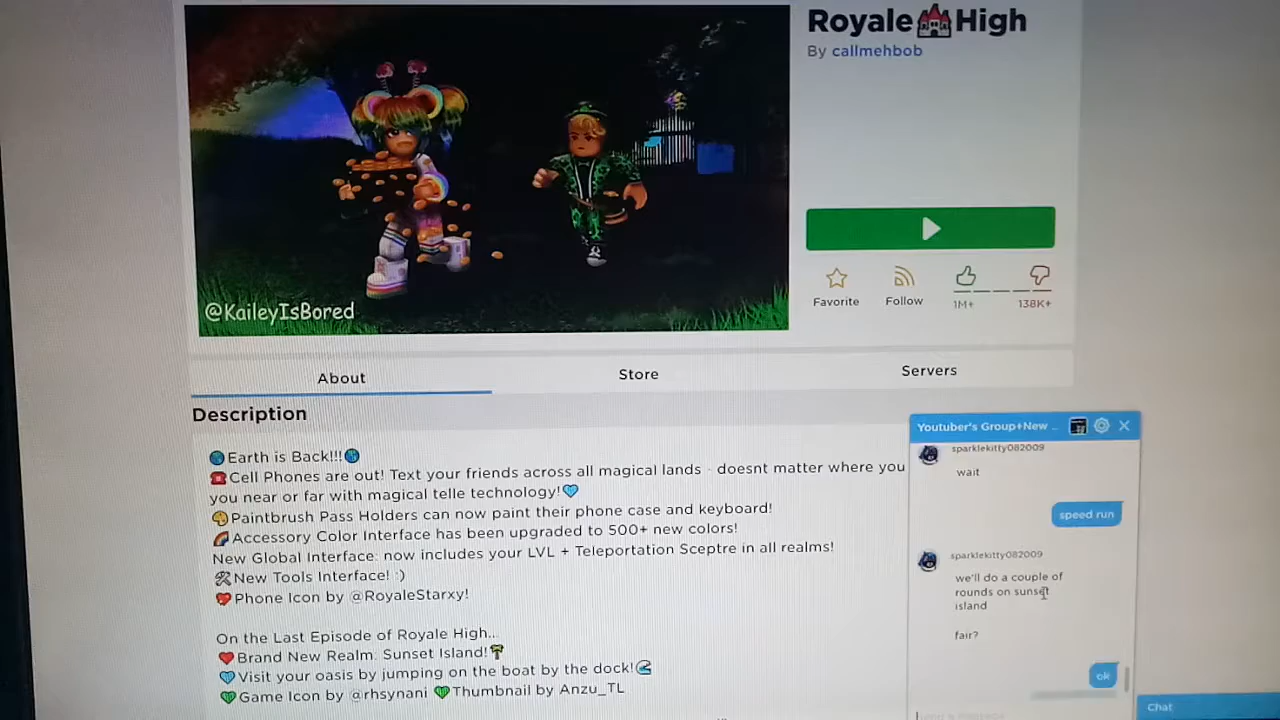 Royale🏰High
By callmehbob
@KaileyIsBored
Favorite
Follow
1M+
138K+
About
Store
Servers
Description
🌎Earth is Back!!!🌎
☎️Cell Phones are out! Text your friends across all magical lands - doesnt matter where you
you near or far with magical telle technology!💙
🎨Paintbrush Pass Holders can now paint their phone case and keyboard!
🌈Accessory Color Interface has been upgraded to 500+ new colors!
New Global Interface: now includes your LVL + Teleportation Sceptre in all realms!
🛠New Tools Interface! :)
💖Phone Icon by @RoyaleStarxy!
On the Last Episode of Royale High...
❤️Brand New Realm: Sunset Island!🌴
💙Visit your oasis by jumping on the boat by the dock!🌊
💚Game Icon by @rhsynani 💚Thumbnail by Anzu_TL
Youtuber's Group+New ...
sparklekitty082009
wait
speed run
sparklekitty082009
we'll do a couple of
rounds on sunset
island
fair?
ok
Chat